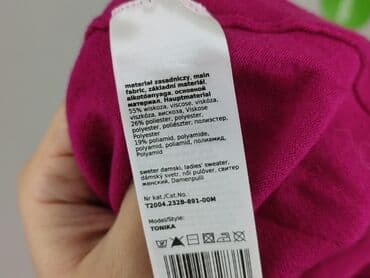 materiał zasadniczy, main
fabric, základní materiál,
alkotóanyaga, основной
материал, Hauptmaterial
55% wiskoza, viscose, viskóza,
viszkóza, вискоза, Viskose
26% poliester, polyester,
polyester, poliészter, полиэстер,
Polyester
19% poliamid, polyamide,
polyamid, poliamid, полиамид,
Polyamid
sweter damski, ladies' sweater,
dámský svetr, női pulóver, свитер
женский, Damenpulli
Nr kat./Cat.No.:
T2004.232B-891-00M
Model/Style:
TONIKA